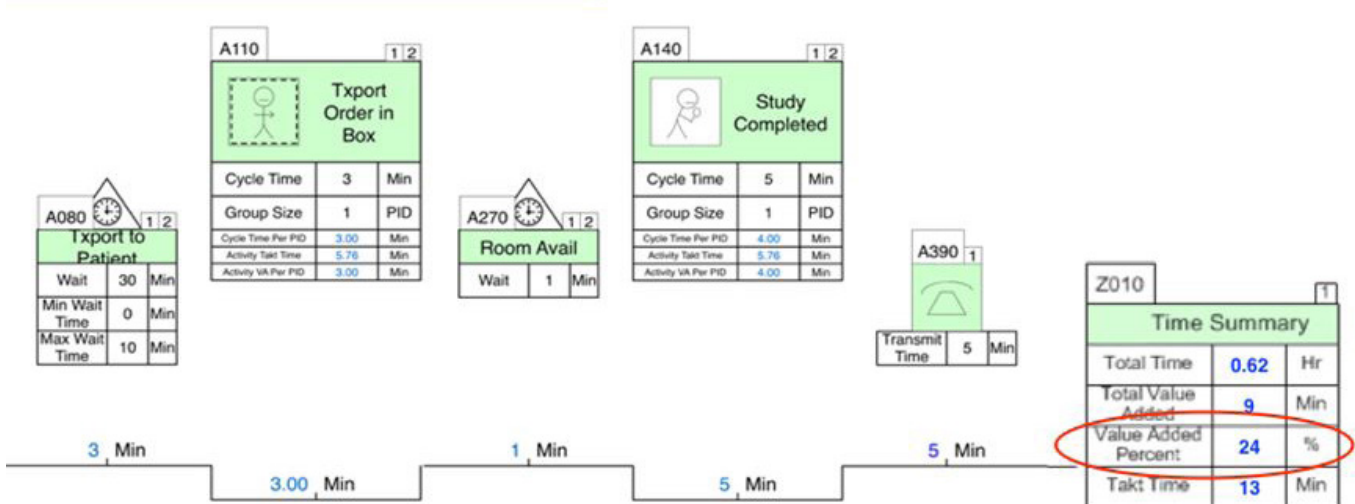 A080
1 2
Txport to
Patient
Wait 30 Min
Min Wait
Time 0 Min
Max Wait
Time 10 Min
A110
1 2
Txport
Order in
Box
Cycle Time 3 Min
Group Size 1 PID
Cycle Time Per PID 3.00 Min
Activity Takt Time 5.76 Min
Activity VA Per PID 3.00 Min
A270
1 2
Room Avail
Wait 1 Min
A140
1 2
Study
Completed
Cycle Time 5 Min
Group Size 1 PID
Cycle Time Per PID 4.00 Min
Activity Takt Time 5.76 Min
Activity VA Per PID 4.00 Min
A390
1
Transmit
Time 5 Min
Z010
1
Time Summary
Total Time 0.62 Hr
Total Value
Added 9 Min
Value Added
Percent 24 %
Takt Time 13 Min
3 Min
3.00 Min
1 Min
5 Min
5 Min